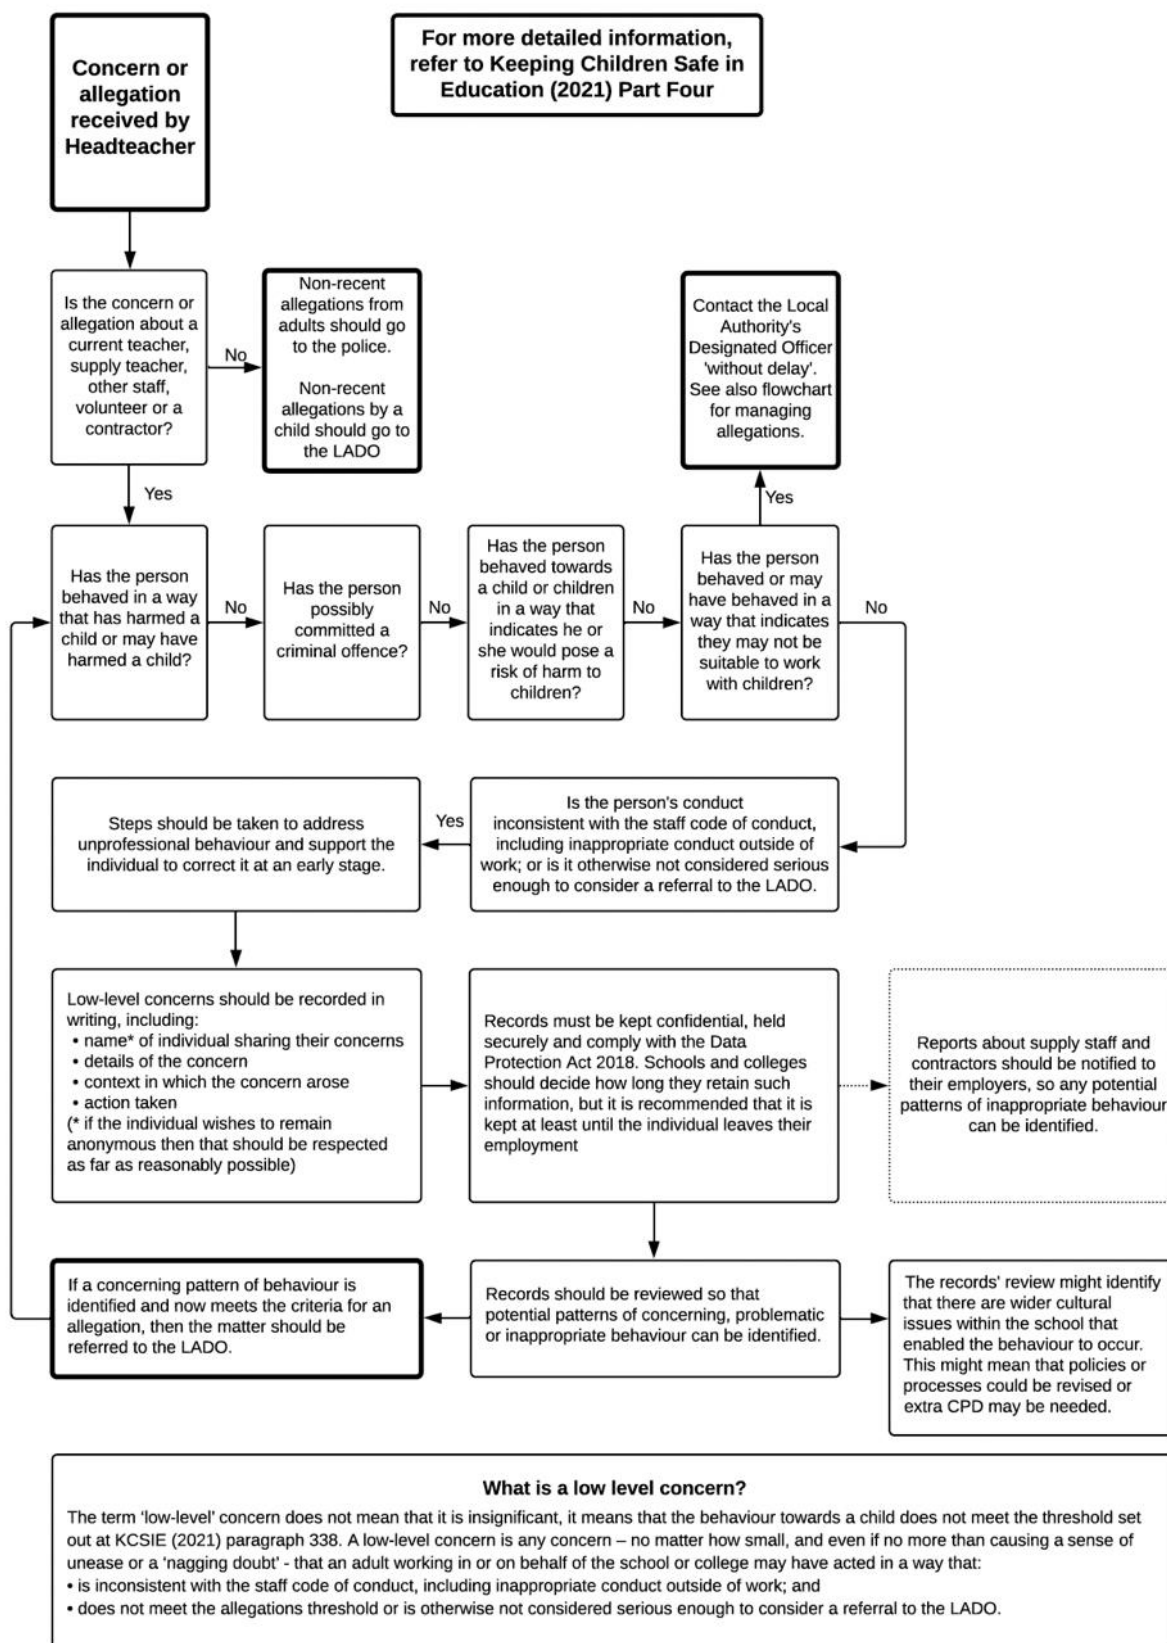 Concern or
allegation
received by
Headteacher
For more detailed information,
refer to Keeping Children Safe in
Education (2021) Part Four
Is the concern or
allegation about a
current teacher,
supply teacher,
other staff,
volunteer or a
contractor?
No
Non-recent
allegations from
adults should go
to the police.
Non-recent
allegations by a
child should go to
the LADO
Contact the Local
Authority's
Designated Officer
'without delay'.
See also flowchart
for managing
allegations.
Yes
Yes
Has the person
behaved in a way
that has harmed a
child or may have
harmed a child?
No
Has the person
possibly
committed a
criminal offence?
No
Has the person
behaved towards
a child or children
in a way that
indicates he or
she would pose a
risk of harm to
children?
No
Has the person
behaved or may
have behaved in a
way that indicates
they may not be
suitable to work
with children?
No
Steps should be taken to address
unprofessional behaviour and support the
individual to correct it at an early stage.
Yes
Is the person's conduct
inconsistent with the staff code of conduct,
including inappropriate conduct outside of
work; or is it otherwise not considered serious
enough to consider a referral to the LADO.
Low-level concerns should be recorded in
writing, including:
• name* of individual sharing their concerns
• details of the concern
• context in which the concern arose
• action taken
(* if the individual wishes to remain
anonymous then that should be respected
as far as reasonably possible)
Records must be kept confidential, held
securely and comply with the Data
Protection Act 2018. Schools and colleges
should decide how long they retain such
information, but it is recommended that it is
kept at least until the individual leaves their
employment
Reports about supply staff and
contractors should be notified to
their employers, so any potential
patterns of inappropriate behaviour
can be identified.
If a concerning pattern of behaviour is
identified and now meets the criteria for an
allegation, then the matter should be
referred to the LADO.
Records should be reviewed so that
potential patterns of concerning, problematic
or inappropriate behaviour can be identified.
The records' review might identify
that there are wider cultural
issues within the school that
enabled the behaviour to occur.
This might mean that policies or
processes could be revised or
extra CPD may be needed.
What is a low level concern?
The term ‘low-level’ concern does not mean that it is insignificant, it means that the behaviour towards a child does not meet the threshold set
out at KCSIE (2021) paragraph 338. A low-level concern is any concern – no matter how small, and even if no more than causing a sense of
unease or a ‘nagging doubt’ - that an adult working in or on behalf of the school or college may have acted in a way that:
• is inconsistent with the staff code of conduct, including inappropriate conduct outside of work; and
• does not meet the allegations threshold or is otherwise not considered serious enough to consider a referral to the LADO.